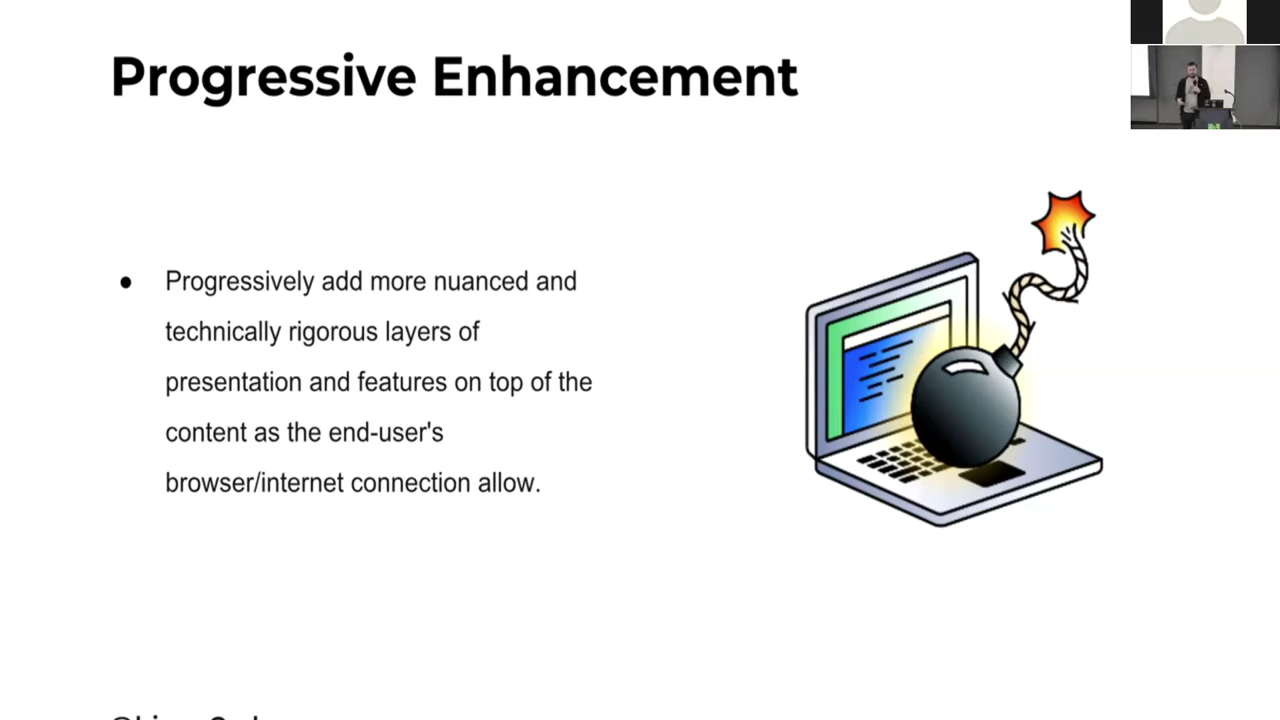 Progressive Enhancement
● Progressively add more nuanced and
technically rigorous layers of
presentation and features on top of the
content as the end-user's
browser/internet connection allow.